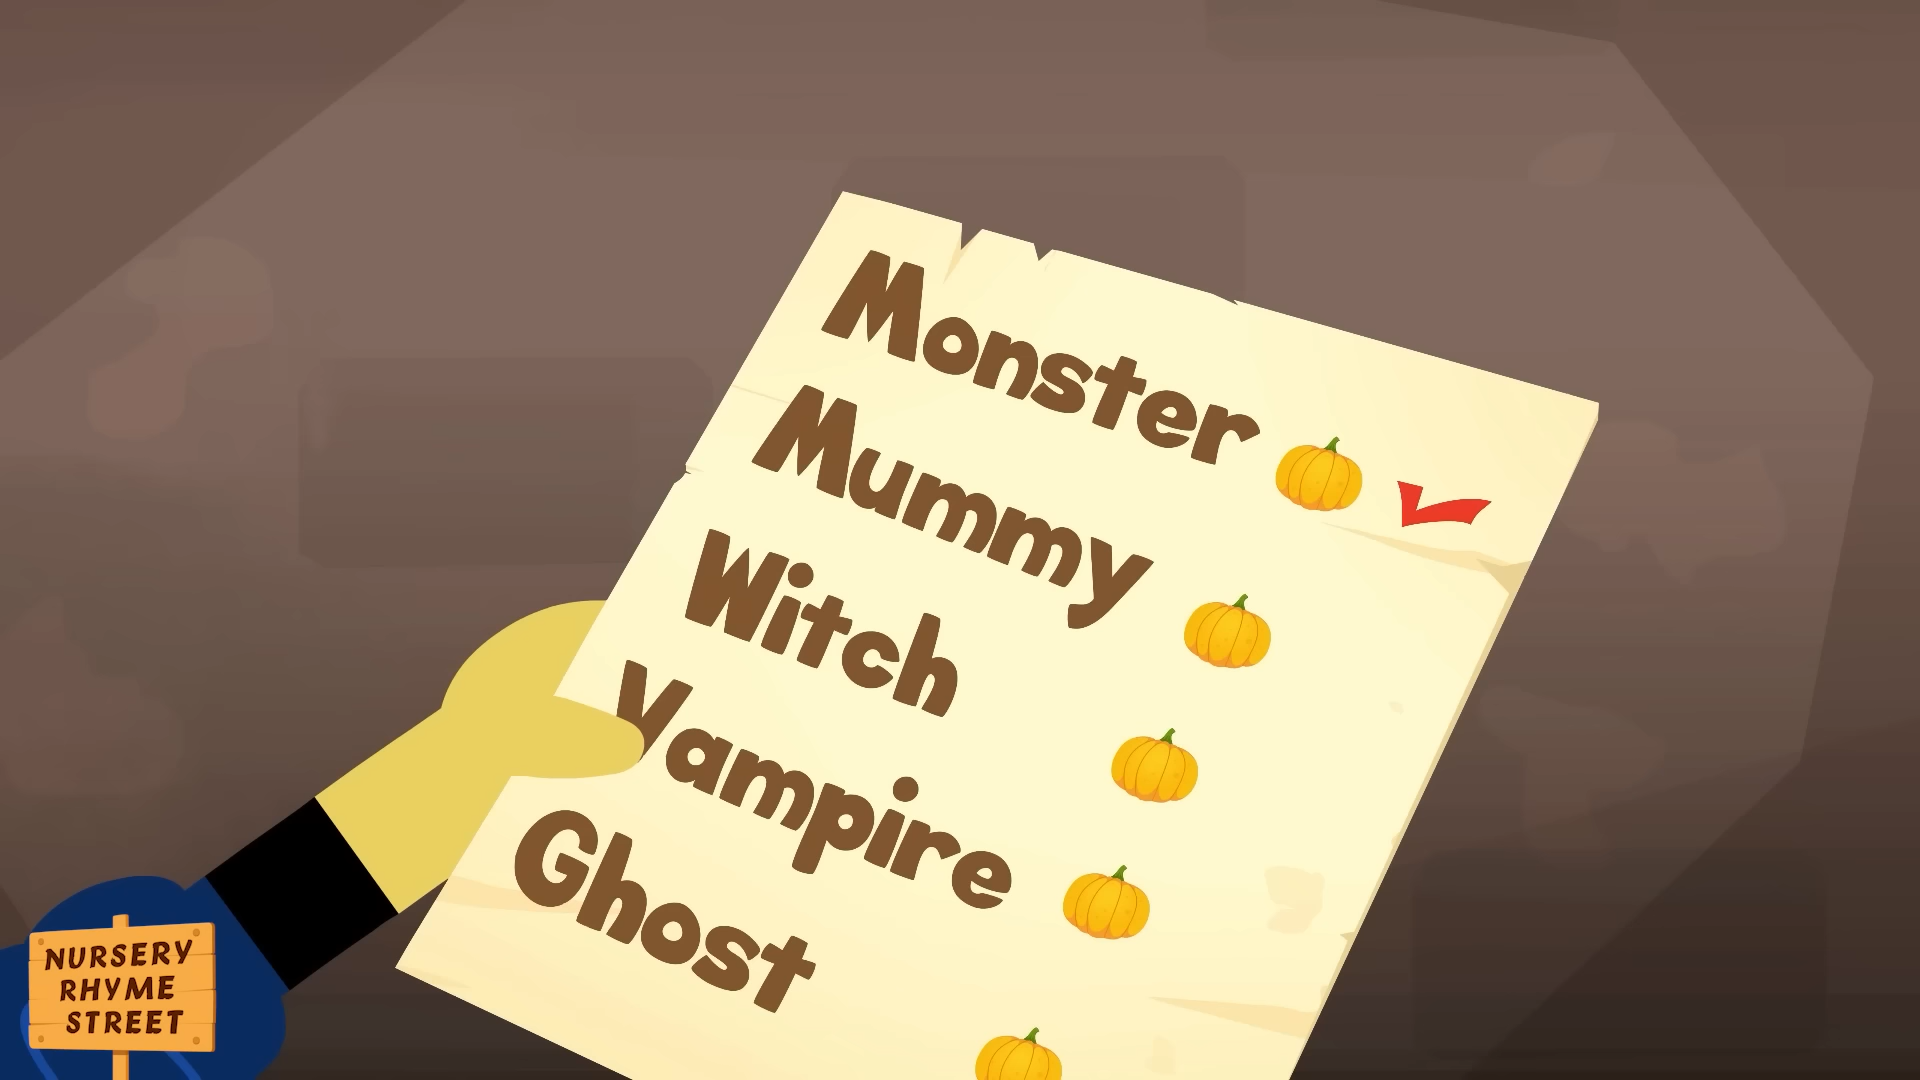 Monster
Mummy
Witch
Vampire
Ghost
NURSERY
RHYME
STREET